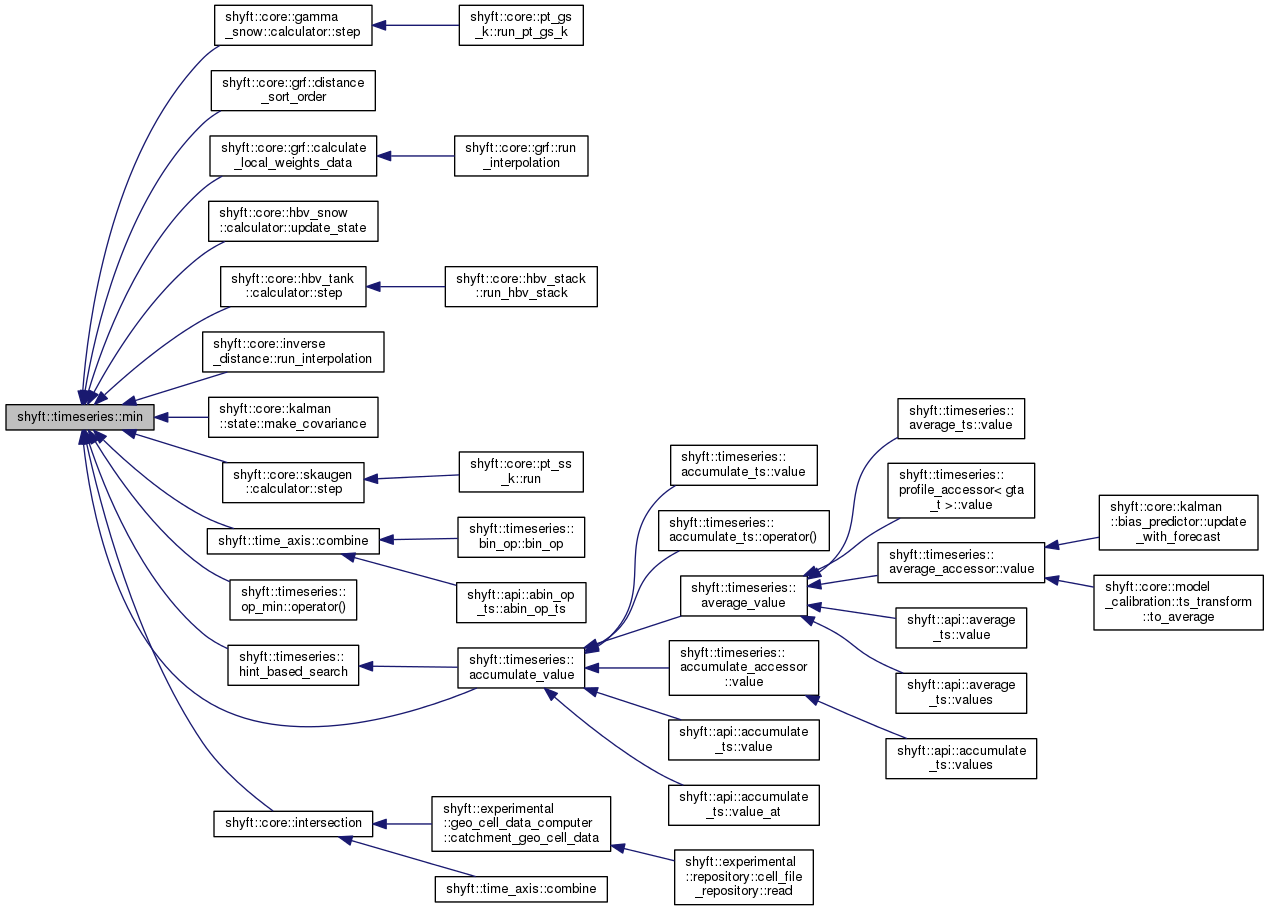 shyft::core::gamma
_snow::calculator::step
shyft::core::pt_gs
_k::run_pt_gs_k
shyft::core::grf::distance
_sort_order
shyft::core::grf::calculate
_local_weights_data
shyft::core::grf::run
_interpolation
shyft::core::hbv_snow
::calculator::update_state
shyft::core::hbv_tank
::calculator::step
shyft::core::hbv_stack
::run_hbv_stack
shyft::core::inverse
_distance::run_interpolation
shyft::timeseries::min
shyft::core::kalman
::state::make_covariance
shyft::core::skaugen
::calculator::step
shyft::core::pt_ss
_k::run
shyft::time_axis::combine
shyft::timeseries::
bin_op::bin_op
shyft::api::abin_op
_ts::abin_op_ts
shyft::timeseries::
op_min::operator()
shyft::timeseries::
hint_based_search
shyft::timeseries::
accumulate_value
shyft::timeseries::
accumulate_ts::value
shyft::timeseries::
accumulate_ts::operator()
shyft::timeseries::
average_value
shyft::timeseries::
accumulate_accessor
::value
shyft::api::accumulate
_ts::value
shyft::api::accumulate
_ts::value_at
shyft::timeseries::
average_ts::value
shyft::timeseries::
profile_accessor< gta
_t >::value
shyft::timeseries::
average_accessor::value
shyft::api::average
_ts::value
shyft::api::average
_ts::values
shyft::api::accumulate
_ts::values
shyft::core::kalman
::bias_predictor::update
_with_forecast
shyft::core::model
_calibration::ts_transform
::to_average
shyft::core::intersection
shyft::experimental
::geo_cell_data_computer
::catchment_geo_cell_data
shyft::experimental
::repository::cell_file
_repository::read
shyft::time_axis::combine